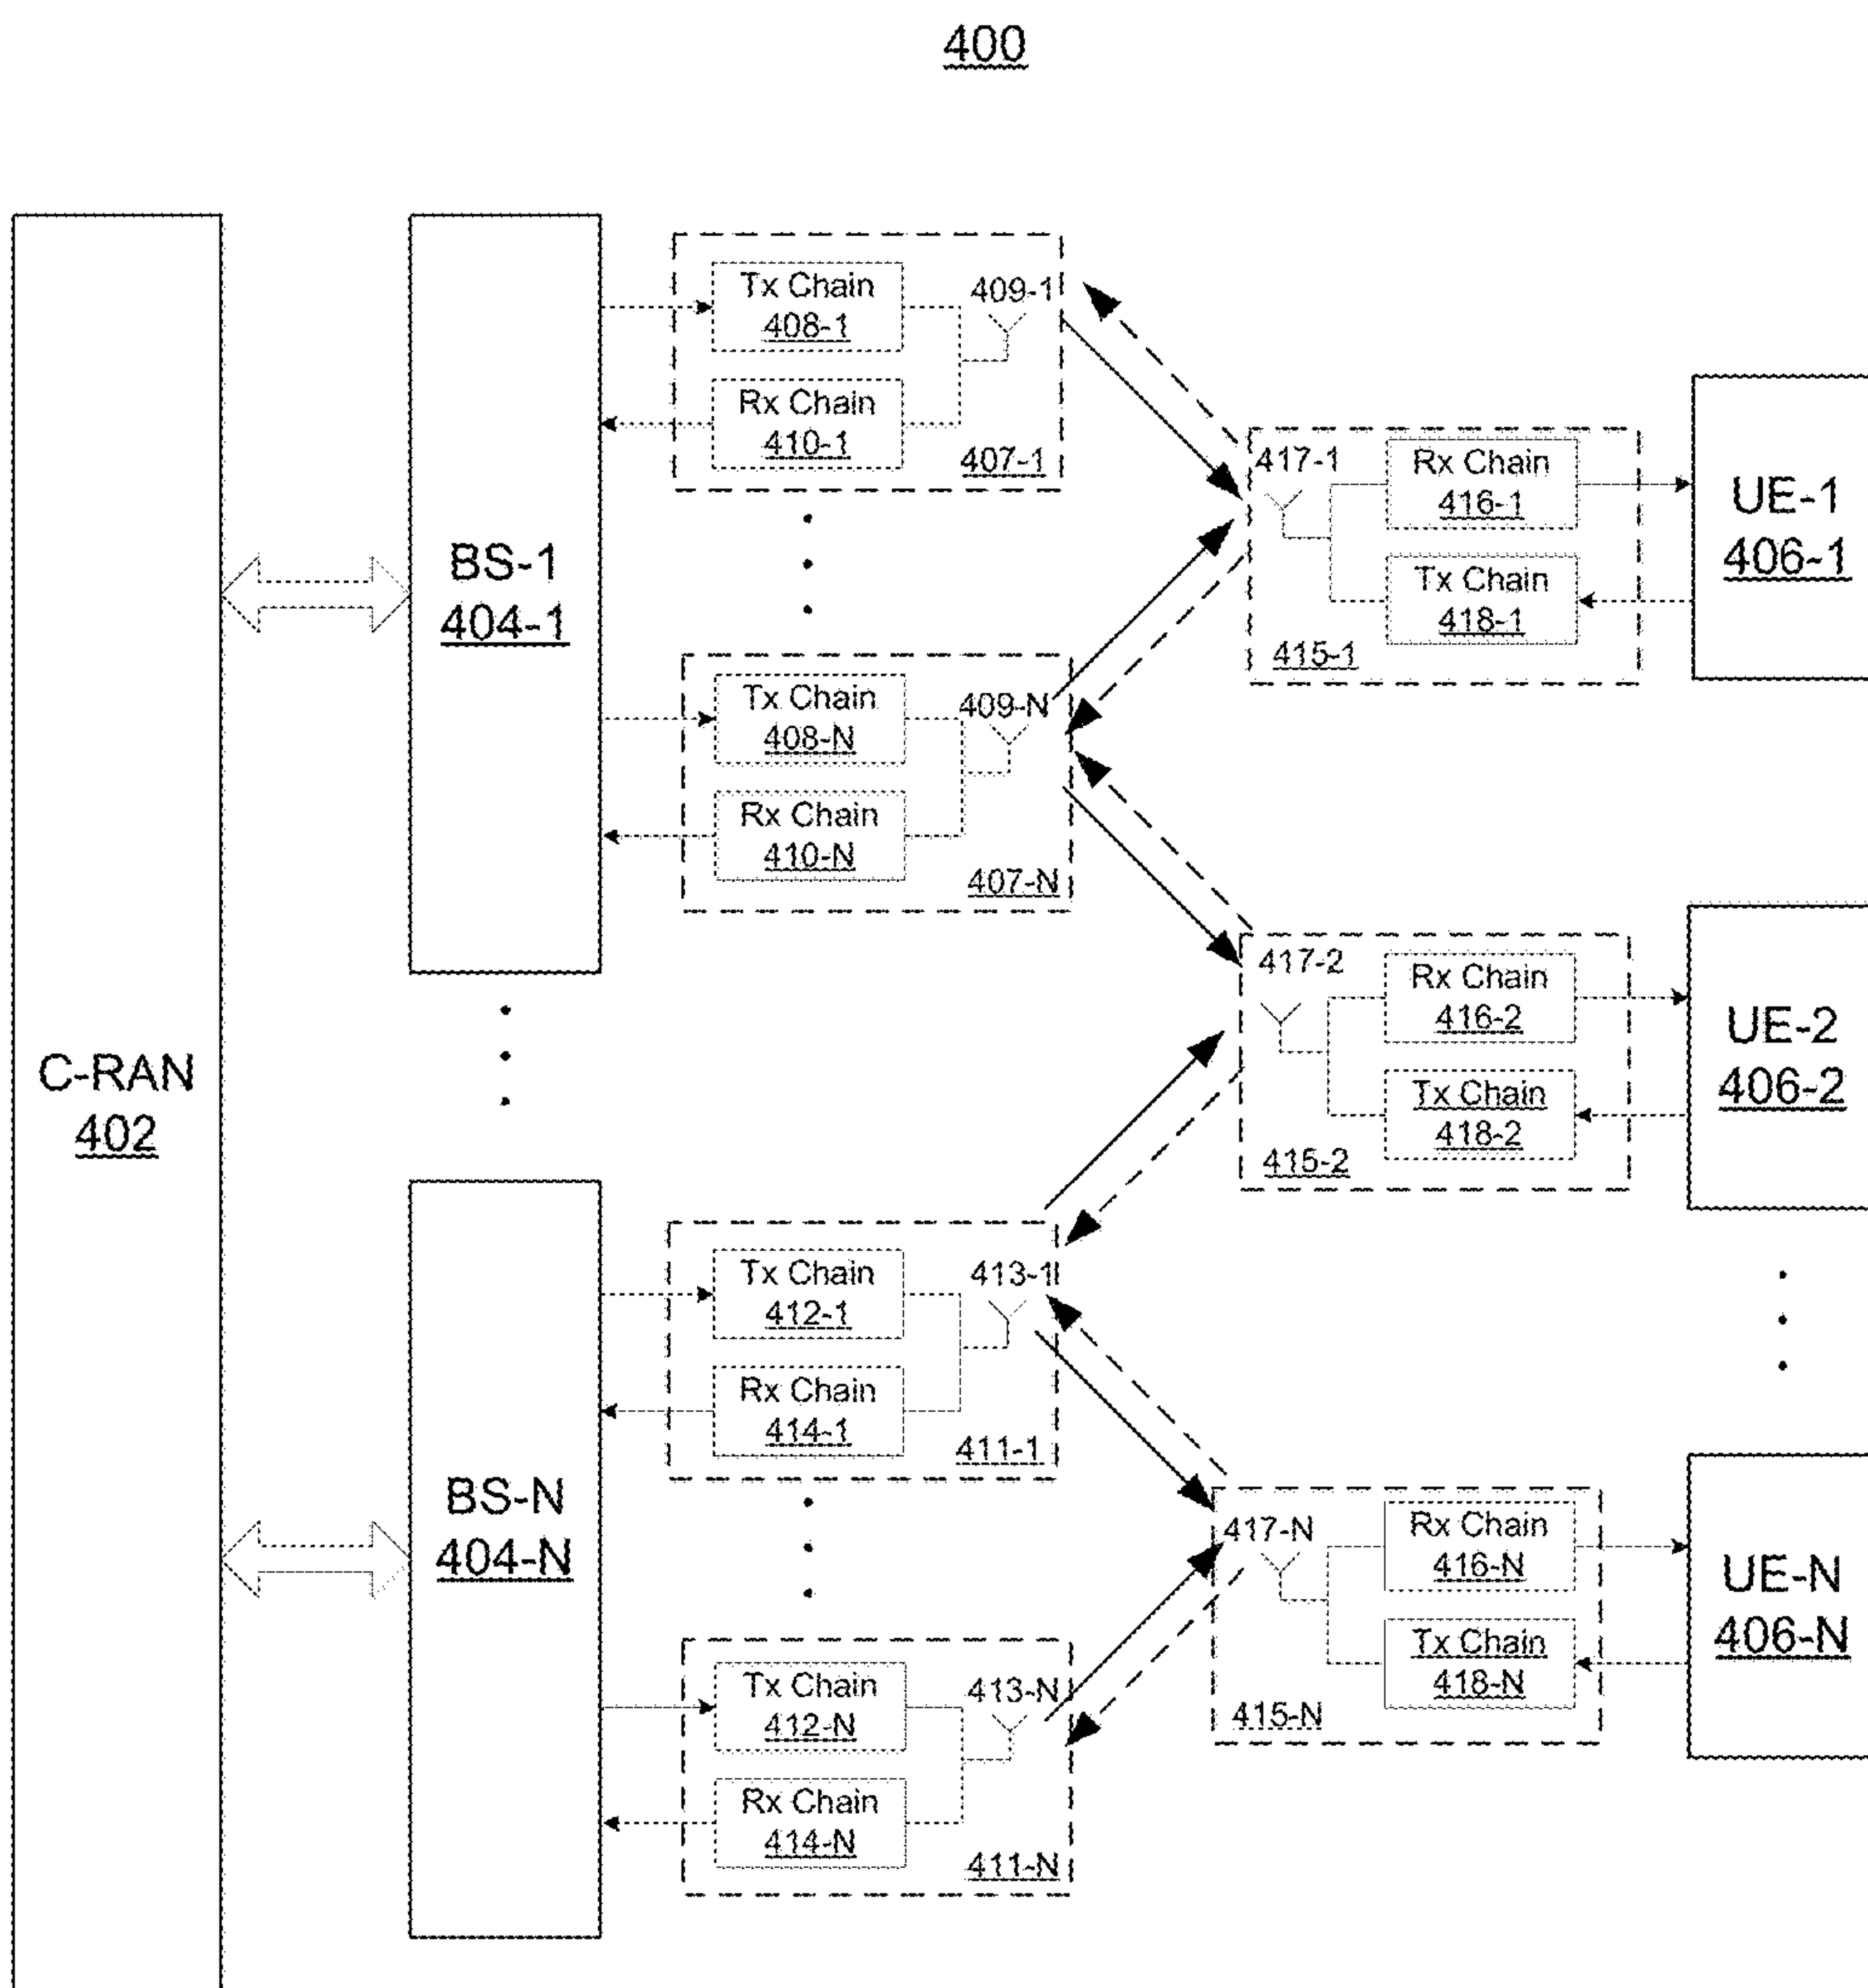 400
C-RAN
402
BS-1
404-1
Tx Chain
408-1
Rx Chain
410-1
409-1
407-1
Tx Chain
408-N
Rx Chain
410-N
409-N
407-N
417-1
Rx Chain
416-1
Tx Chain
418-1
415-1
UE-1
406-1
417-2
Rx Chain
416-2
Tx Chain
418-2
415-2
UE-2
406-2
BS-N
404-N
Tx Chain
412-1
Rx Chain
414-1
413-1
411-1
Tx Chain
412-N
Rx Chain
414-N
413-N
411-N
417-N
Rx Chain
416-N
Tx Chain
418-N
415-N
UE-N
406-N